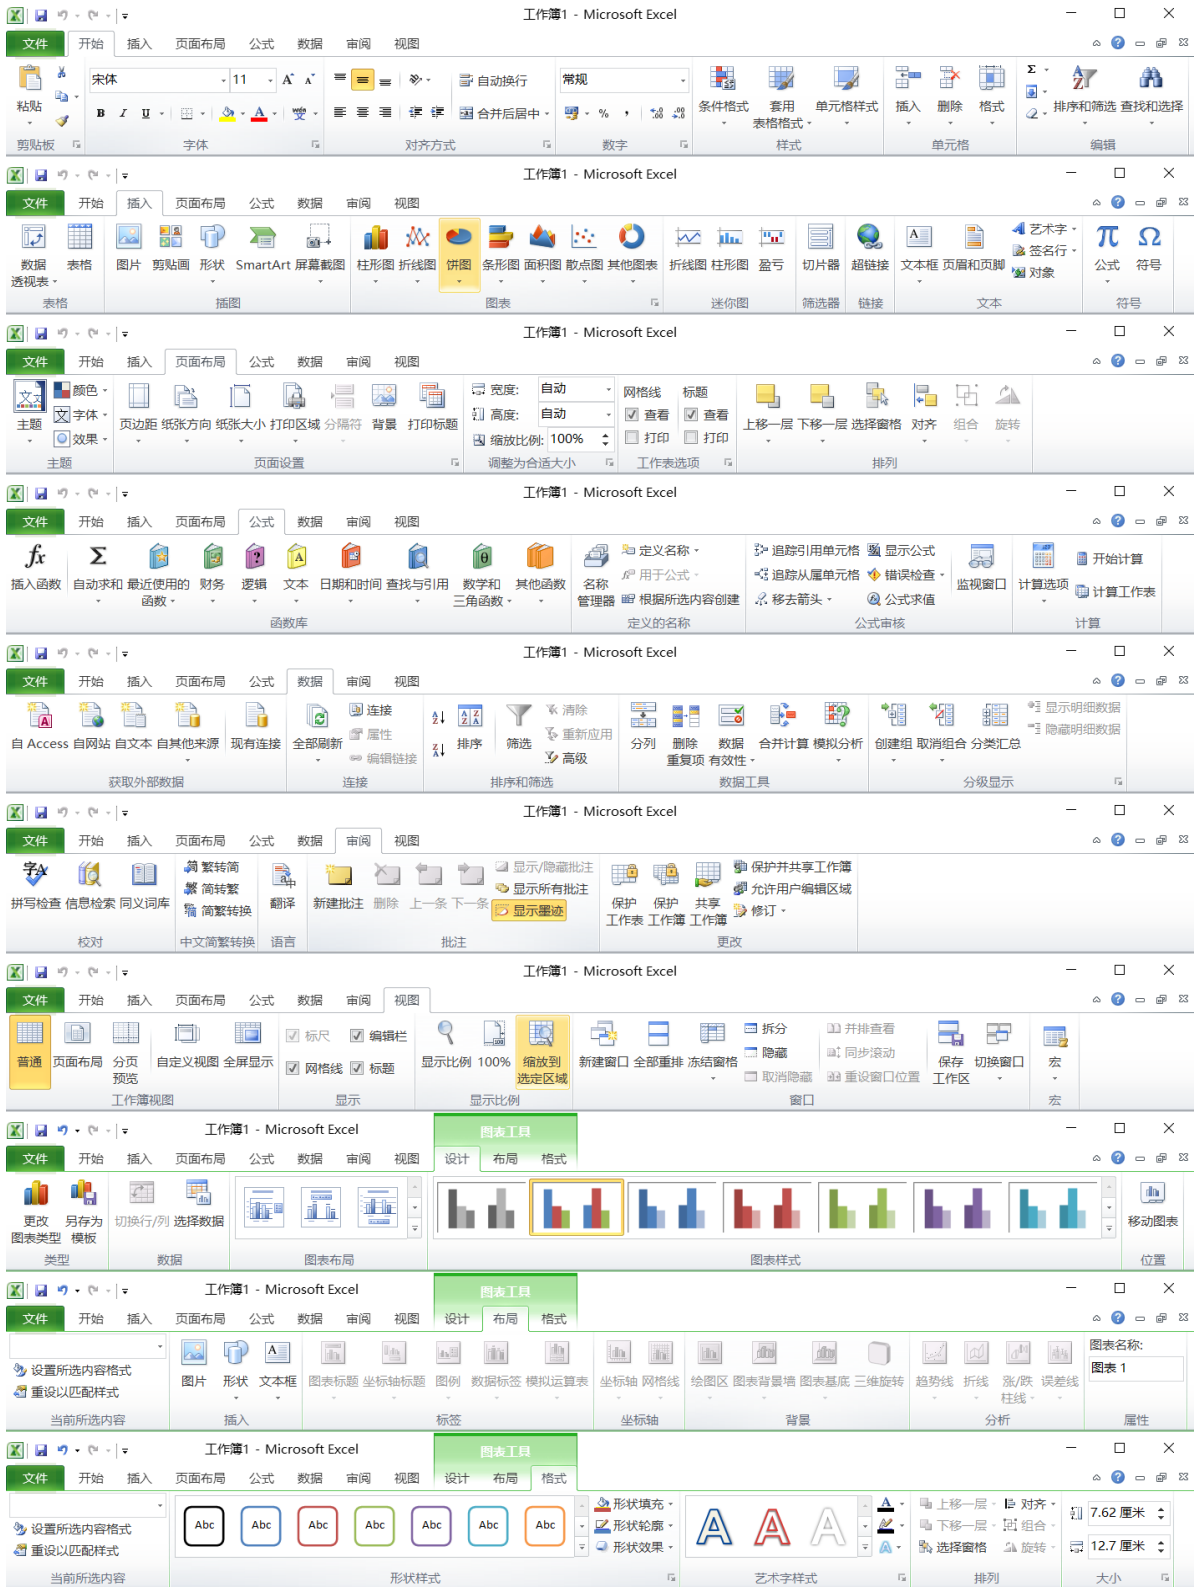 工作簿1 - Microsoft Excel
文件 开始 插入 页面布局 公式 数据 审阅 视图
宋体 11 自动换行 常规
粘贴 B I U 合并后居中 % , 条件格式 套用 表格格式 单元格样式 插入 删除 格式 Σ 排序和筛选 查找和选择
剪贴板 字体 对齐方式 数字 样式 单元格 编辑
工作簿1 - Microsoft Excel
文件 开始 插入 页面布局 公式 数据 审阅 视图
数据 透视表 表格 图片 剪贴画 形状 SmartArt 屏幕截图 柱形图 折线图 饼图 条形图 面积图 散点图 其他图表 折线图 柱形图 盈亏 切片器 超链接 文本框 页眉和页脚 艺术字 签名行 对象 公式 符号
表格 插图 图表 迷你图 筛选器 链接 文本 符号
工作簿1 - Microsoft Excel
文件 开始 插入 页面布局 公式 数据 审阅 视图
主题 颜色 字体 效果 页边距 纸张方向 纸张大小 打印区域 分隔符 背景 打印标题 宽度: 自动 高度: 自动 缩放比例: 100% 网格线 查看 打印 标题 查看 打印 上移一层 下移一层 选择窗格 对齐 组合 旋转
主题 页面设置 调整为合适大小 工作表选项 排列
工作簿1 - Microsoft Excel
文件 开始 插入 页面布局 公式 数据 审阅 视图
fx 插入函数 Σ 自动求和 最近使用的 函数 财务 逻辑 文本 日期和时间 查找与引用 数学和 三角函数 其他函数 名称 管理器 定义名称 用于公式 根据所选内容创建 追踪引用单元格 追踪从属单元格 移去箭头 显示公式 错误检查 公式求值 监视窗口 计算选项 开始计算 计算工作表
函数库 定义的名称 公式审核 计算
工作簿1 - Microsoft Excel
文件 开始 插入 页面布局 公式 数据 审阅 视图
自 Access 自网站 自文本 自其他来源 现有连接 全部刷新 连接 属性 编辑链接 排序 筛选 清除 重新应用 高级 分列 删除 重复项 数据 有效性 合并计算 模拟分析 创建组 取消组合 分类汇总 显示明细数据 隐藏明细数据
获取外部数据 连接 排序和筛选 数据工具 分级显示
工作簿1 - Microsoft Excel
文件 开始 插入 页面布局 公式 数据 审阅 视图
拼写检查 信息检索 同义词库 繁转简 简转繁 简繁转换 翻译 新建批注 删除 上一条 下一条 显示/隐藏批注 显示所有批注 显示墨迹 保护 工作表 保护 工作簿 共享 工作簿 保护并共享工作簿 允许用户编辑区域 修订
校对 中文简繁转换 语言 批注 更改
工作簿1 - Microsoft Excel
文件 开始 插入 页面布局 公式 数据 审阅 视图
普通 页面布局 分页 预览 自定义视图 全屏显示 标尺 编辑栏 网格线 标题 显示比例 100% 缩放到 选定区域 新建窗口 全部重排 冻结窗格 拆分 隐藏 取消隐藏 并排查看 同步滚动 重设窗口位置 保存 工作区 切换窗口 宏
工作簿视图 显示 显示比例 窗口 宏
工作簿1 - Microsoft Excel 图表工具
文件 开始 插入 页面布局 公式 数据 审阅 视图 设计 布局 格式
更改 图表类型 另存为 模板 切换行/列 选择数据 移动图表
类型 数据 图表布局 图表样式 位置
工作簿1 - Microsoft Excel 图表工具
文件 开始 插入 页面布局 公式 数据 审阅 视图 设计 布局 格式
设置所选内容格式 重设以匹配样式 图片 形状 文本框 图表标题 坐标轴标题 图例 数据标签 模拟运算表 坐标轴 网格线 绘图区 图表背景墙 图表基底 三维旋转 趋势线 折线 涨/跌 柱线 误差线 图表名称: 图表 1
当前所选内容 插入 标签 坐标轴 背景 分析 属性
工作簿1 - Microsoft Excel 图表工具
文件 开始 插入 页面布局 公式 数据 审阅 视图 设计 布局 格式
设置所选内容格式 重设以匹配样式 Abc Abc Abc Abc Abc Abc Abc 形状填充 形状轮廓 形状效果 A A A 上移一层 下移一层 选择窗格 对齐 组合 旋转 7.62 厘米 12.7 厘米
当前所选内容 形状样式 艺术字样式 排列 大小